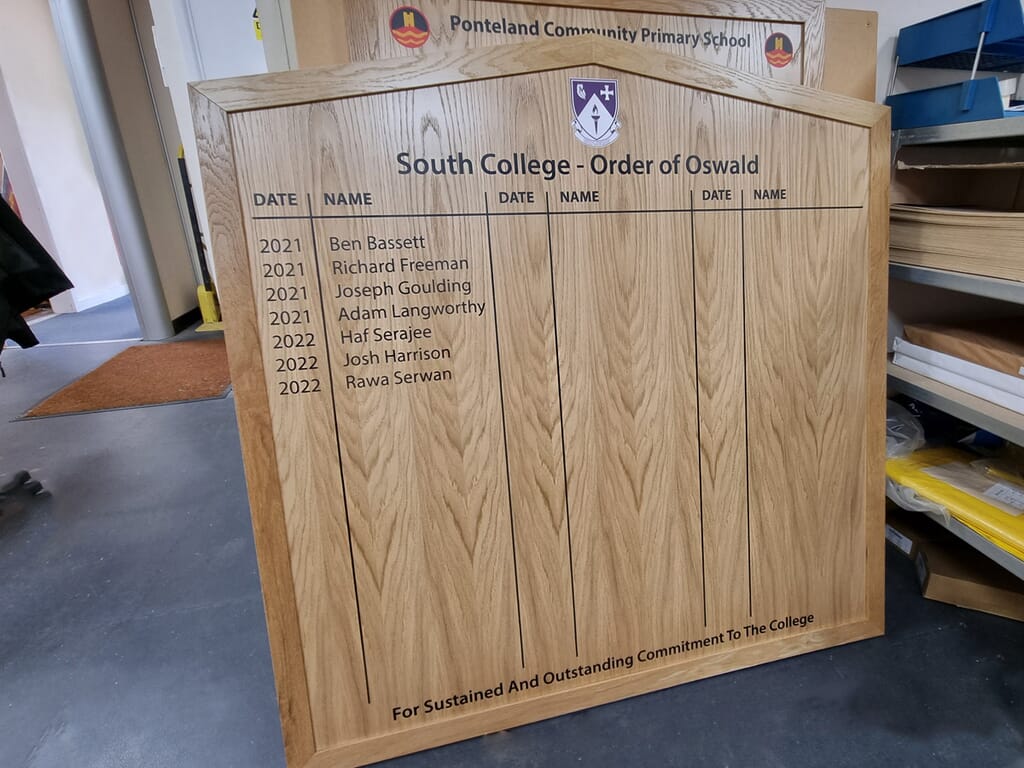 Ponteland Community Primary School
South College - Order of Oswald
DATE NAME DATE NAME DATE NAME
2021 Ben Bassett
2021 Richard Freeman
2021 Joseph Goulding
2021 Adam Langworthy
2022 Haf Serajee
2022 Josh Harrison
2022 Rawa Serwan
For Sustained And Outstanding Commitment To The College